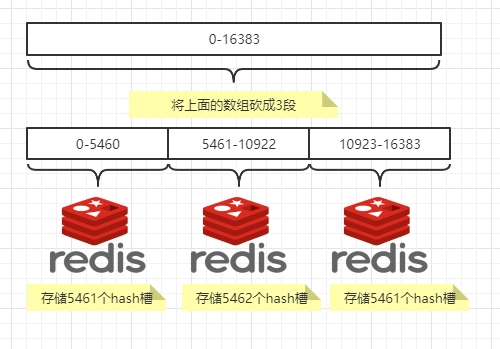 0-16383
将上面的数组砍成3段
0-5460 5461-10922 10923-16383
redis redis redis
存储5461个hash槽 存储5462个hash槽 存储5461个hash槽